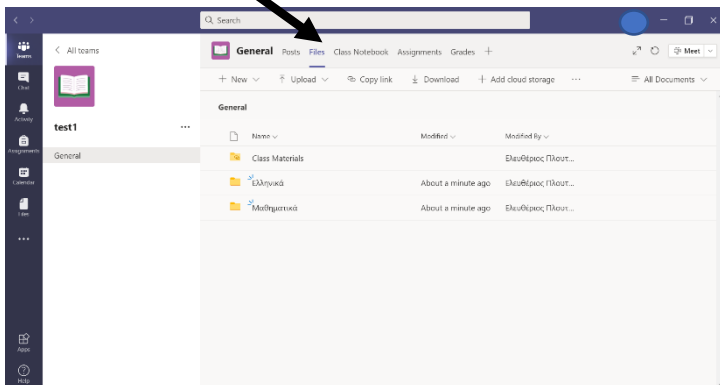 Search
Teams
Chat
Activity
Assignments
Calendar
Files
Apps
Help
All teams
test1
General
General Posts Files Class Notebook Assignments Grades
Meet
New Upload Copy link Download Add cloud storage All Documents
General
Name Modified Modified By
Class Materials Ελευθέριος Πλουτ...
Ελληνικά About a minute ago Ελευθέριος Πλουτ...
Μαθηματικά About a minute ago Ελευθέριος Πλουτ...